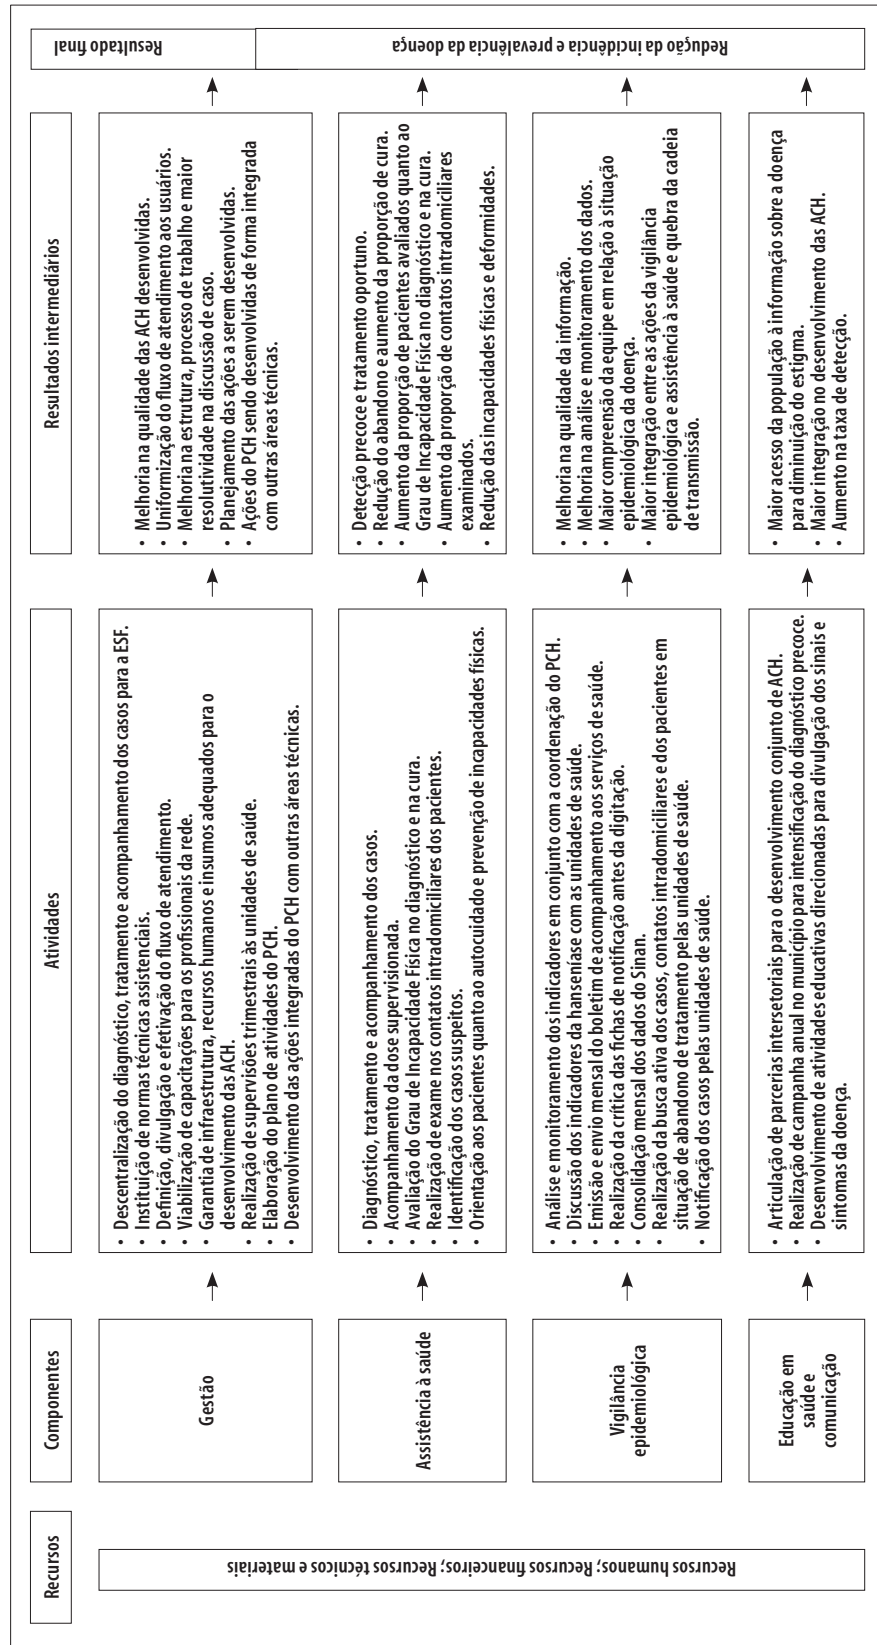 Recursos
Recursos humanos; Recursos financeiros; Recursos técnicos e materiais
Componentes
Gestão
Assistência à saúde
Vigilância
epidemiológica
Educação em
saúde e
comunicação
Atividades
• Descentralização do diagnóstico, tratamento e acompanhamento dos casos para a ESF.
• Instituição de normas técnicas assistenciais.
• Definição, divulgação e efetivação do fluxo de atendimento.
• Viabilização de capacitações para os profissionais da rede.
• Garantia de infraestrutura, recursos humanos e insumos adequados para o
desenvolvimento das ACH.
• Realização de supervisões trimestrais às unidades de saúde.
• Elaboração do plano de atividades do PCH.
• Desenvolvimento das ações integradas do PCH com outras áreas técnicas.
• Diagnóstico, tratamento e acompanhamento dos casos.
• Acompanhamento da dose supervisionada.
• Avaliação do Grau de Incapacidade Física no diagnóstico e na cura.
• Realização de exame nos contatos intradomiciliares dos pacientes.
• Identificação dos casos suspeitos.
• Orientação aos pacientes quanto ao autocuidado e prevenção de incapacidades físicas.
• Análise e monitoramento dos indicadores em conjunto com a coordenação do PCH.
• Discussão dos indicadores da hanseníase com as unidades de saúde.
• Emissão e envio mensal do boletim de acompanhamento aos serviços de saúde.
• Realização da crítica das fichas de notificação antes da digitação.
• Consolidação mensal dos dados do Sinan.
• Realização da busca ativa dos casos, contatos intradomiciliares e dos pacientes em
situação de abandono de tratamento pelas unidades de saúde.
• Notificação dos casos pelas unidades de saúde.
• Articulação de parcerias intersetoriais para o desenvolvimento conjunto de ACH.
• Realização de campanha anual no município para intensificação do diagnóstico precoce.
• Desenvolvimento de atividades educativas direcionadas para divulgação dos sinais e
sintomas da doença.
Resultados intermediários
• Melhoria na qualidade das ACH desenvolvidas.
• Uniformização do fluxo de atendimento aos usuários.
• Melhoria na estrutura, processo de trabalho e maior
resolutividade na discussão de caso.
• Planejamento das ações a serem desenvolvidas.
• Ações do PCH sendo desenvolvidas de forma integrada
com outras áreas técnicas.
• Detecção precoce e tratamento oportuno.
• Redução do abandono e aumento da proporção de cura.
• Aumento da proporção de pacientes avaliados quanto ao
Grau de Incapacidade Física no diagnóstico e na cura.
• Aumento da proporção de contatos intradomiciliares
examinados.
• Redução das incapacidades físicas e deformidades.
• Melhoria na qualidade da informação.
• Melhoria na análise e monitoramento dos dados.
• Maior compreensão da equipe em relação à situação
epidemiológica da doença.
• Maior integração entre as ações da vigilância
epidemiológica e assistência à saúde e quebra da cadeia
de transmissão.
• Maior acesso da população à informação sobre a doença
para diminuição do estigma.
• Maior integração no desenvolvimento das ACH.
• Aumento na taxa de detecção.
Resultado final
Redução da incidência e prevalência da doença